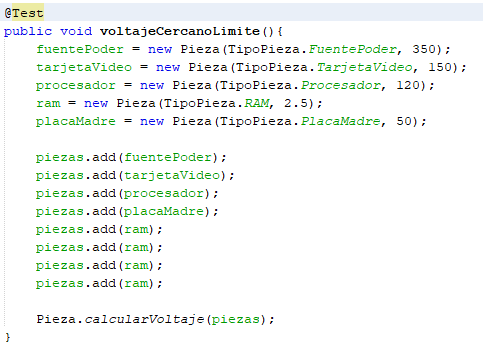 @Test
public void voltajeCercanoLimite(){
    fuentePoder = new Pieza(TipoPieza.FuentePoder, 350);
    tarjetaVideo = new Pieza(TipoPieza.TarjetaVideo, 150);
    procesador = new Pieza(TipoPieza.Procesador, 120);
    ram = new Pieza(TipoPieza.RAM, 2.5);
    placaMadre = new Pieza(TipoPieza.PlacaMadre, 50);

    piezas.add(fuentePoder);
    piezas.add(tarjetaVideo);
    piezas.add(procesador);
    piezas.add(placaMadre);
    piezas.add(ram);
    piezas.add(ram);
    piezas.add(ram);
    piezas.add(ram);

    Pieza.calcularVoltaje(piezas);
}